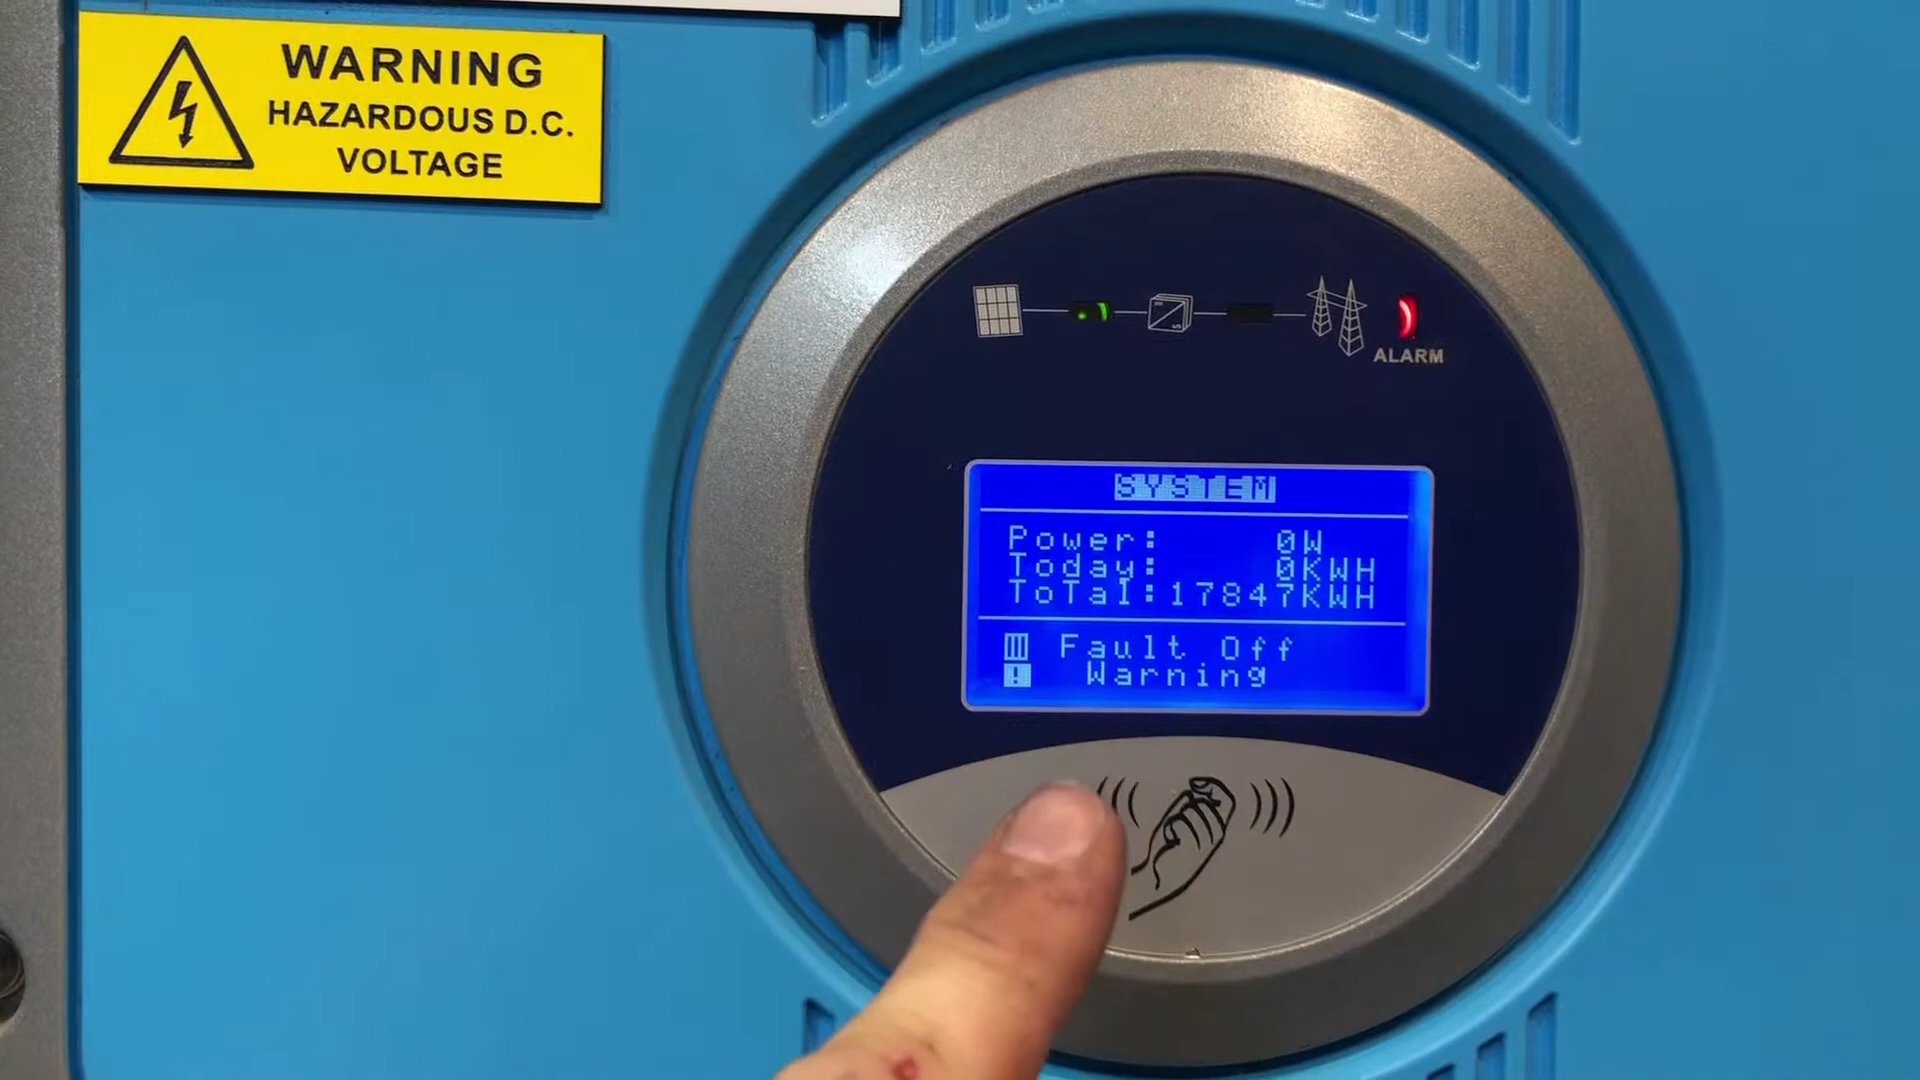 WARNING
HAZARDOUS D.C.
VOLTAGE
ALARM
SYSTEM
Power: 0W
Today: 0KWH
ToTal:17847KWH
Fault Off
Warning